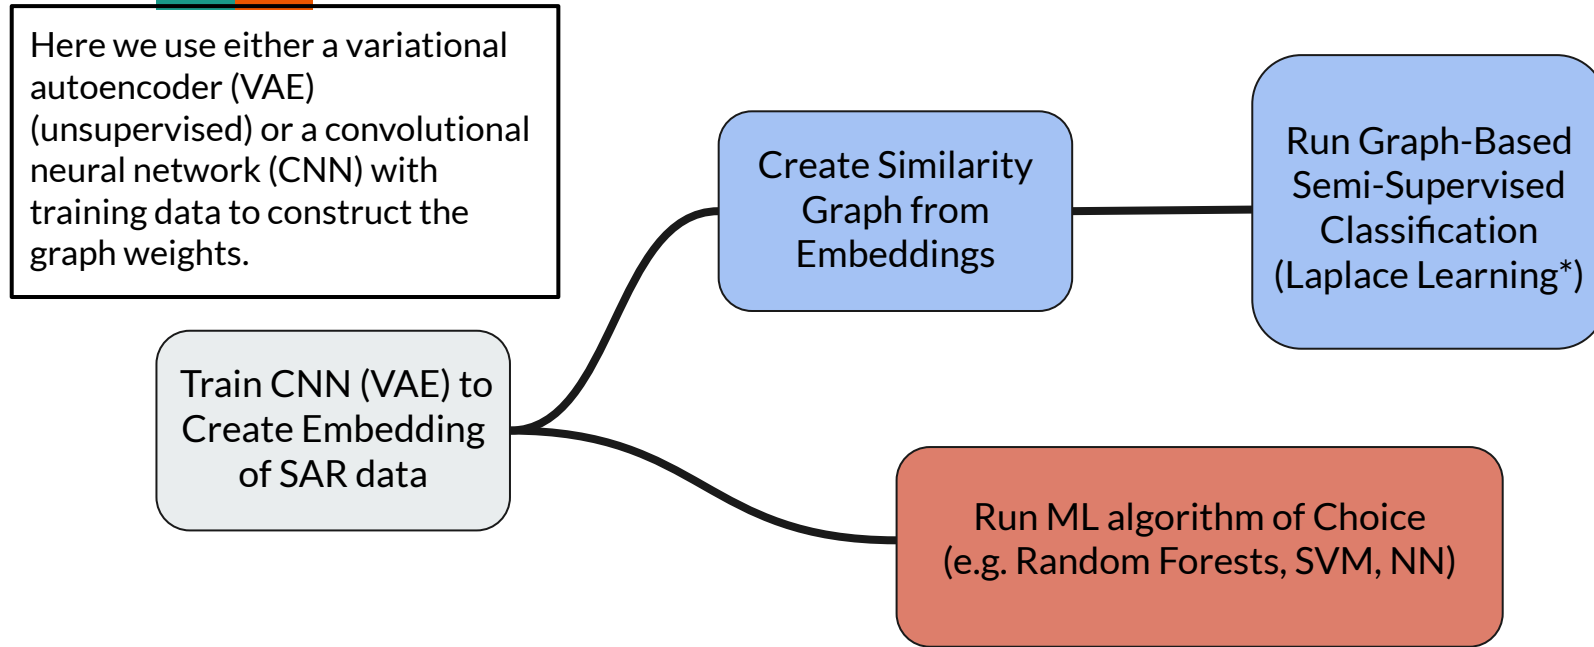 Here we use either a variational
autoencoder (VAE)
(unsupervised) or a convolutional
neural network (CNN) with
training data to construct the
graph weights.
Create Similarity
Graph from
Embeddings
Run Graph-Based
Semi-Supervised
Classification
(Laplace Learning*)
Train CNN (VAE) to
Create Embedding
of SAR data
Run ML algorithm of Choice
(e.g. Random Forests, SVM, NN)